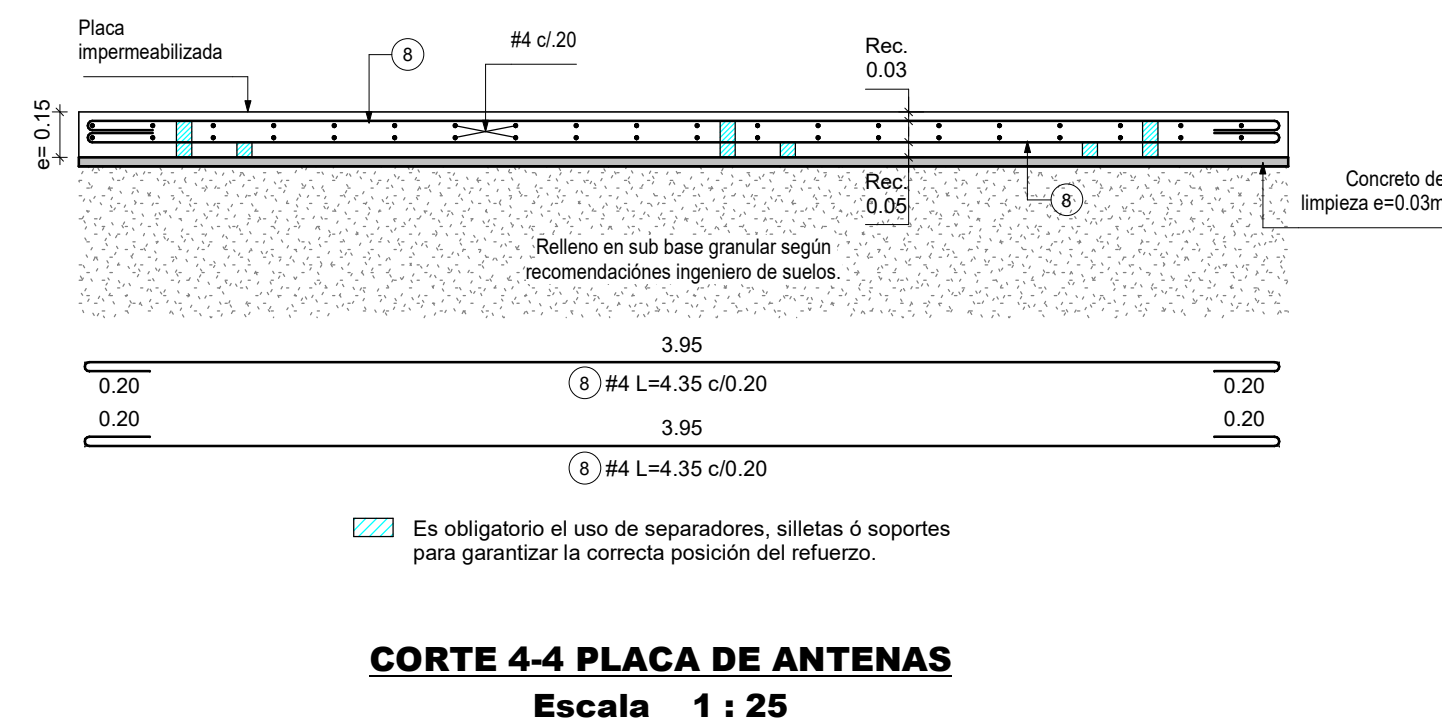 Placa
impermeabilizada
8
#4 c/.20
Rec.
0.03
e= 0.15
Rec.
0.05
8
Concreto de
limpieza e=0.03m
Relleno en sub base granular según
recomendaciónes ingeniero de suelos.
3.95
0.20
8 #4 L=4.35 c/0.20
0.20
0.20
3.95
0.20
8 #4 L=4.35 c/0.20
Es obligatorio el uso de separadores, silletas ó soportes
para garantizar la correcta posición del refuerzo.
CORTE 4-4 PLACA DE ANTENAS
Escala 1 : 25